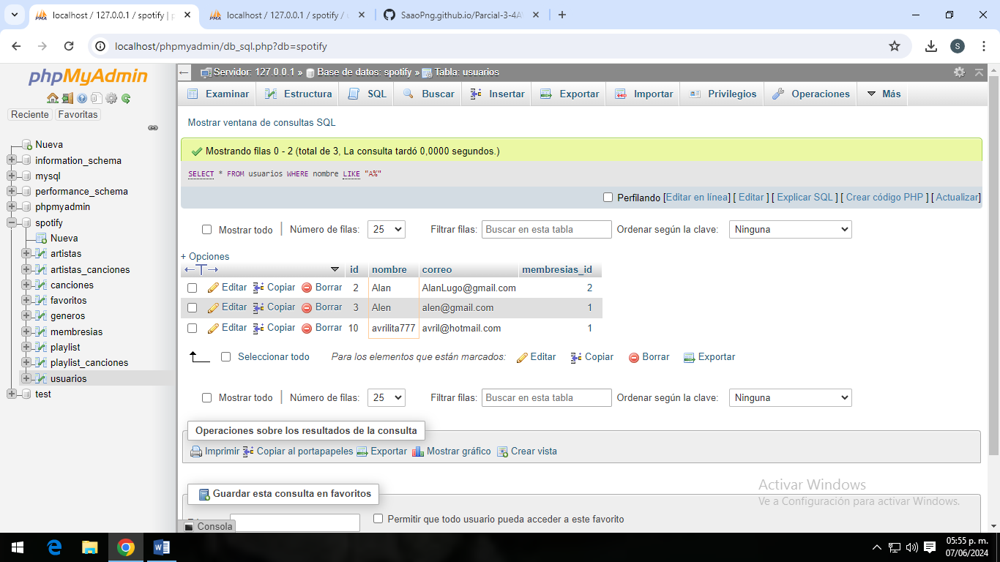 localhost / 127.0.0.1 / spotify | p
localhost / 127.0.0.1 / spotify /
SaaoPng.github.io/Parcial-3-4A
localhost/phpmyadmin/db_sql.php?db=spotify
S
phpMyAdmin
Reciente Favoritas
Nueva
information_schema
mysql
performance_schema
phpmyadmin
spotify
Nueva
artistas
artistas_canciones
canciones
favoritos
generos
membresias
playlist
playlist_canciones
usuarios
test
Servidor: 127.0.0.1 » Base de datos: spotify » Tabla: usuarios
Examinar Estructura SQL Buscar Insertar Exportar Importar Privilegios Operaciones Más
Mostrar ventana de consultas SQL
Mostrando filas 0 - 2 (total de 3, La consulta tardó 0,0000 segundos.)
SELECT * FROM usuarios WHERE nombre LIKE "A%"
Perfilando [Editar en línea] [ Editar ] [ Explicar SQL ] [ Crear código PHP ] [ Actualizar]
Mostrar todo | Número de filas: 25 Filtrar filas: Buscar en esta tabla Ordenar según la clave: Ninguna
+ Opciones
←T→ id nombre correo membresias_id
Editar Copiar Borrar 2 Alan AlanLugo@gmail.com 2
Editar Copiar Borrar 3 Alen alen@gmail.com 1
Editar Copiar Borrar 10 avrilita777 avril@hotmail.com 1
Seleccionar todo Para los elementos que están marcados: Editar Copiar Borrar Exportar
Mostrar todo | Número de filas: 25 Filtrar filas: Buscar en esta tabla Ordenar según la clave: Ninguna
Operaciones sobre los resultados de la consulta
Imprimir Copiar al portapapeles Exportar Mostrar gráfico Crear vista
Guardar esta consulta en favoritos
Permitir que todo usuario pueda acceder a este favorito
Consola
Activar Windows
Ve a Configuración para activar Windows.
05:55 p. m.
07/06/2024